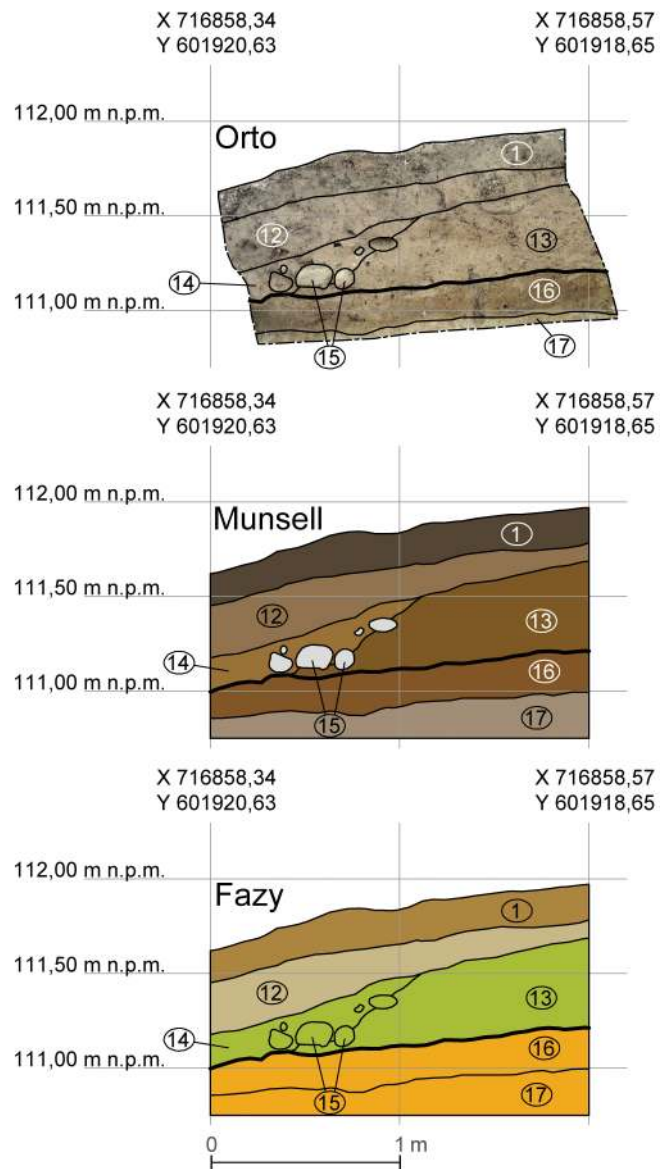 X 716858,34 X 716858,57
Y 601920,63 Y 601918,65
112,00 m n.p.m.
Orto
1
111,50 m n.p.m.
12
13
14
16
111,00 m n.p.m.
15
17
X 716858,34 X 716858,57
Y 601920,63 Y 601918,65
112,00 m n.p.m.
Munsell
1
111,50 m n.p.m.
12
13
14
16
111,00 m n.p.m.
15
17
X 716858,34 X 716858,57
Y 601920,63 Y 601918,65
112,00 m n.p.m.
Fazy
1
111,50 m n.p.m.
12
13
14
16
111,00 m n.p.m.
15
17
0 1 m